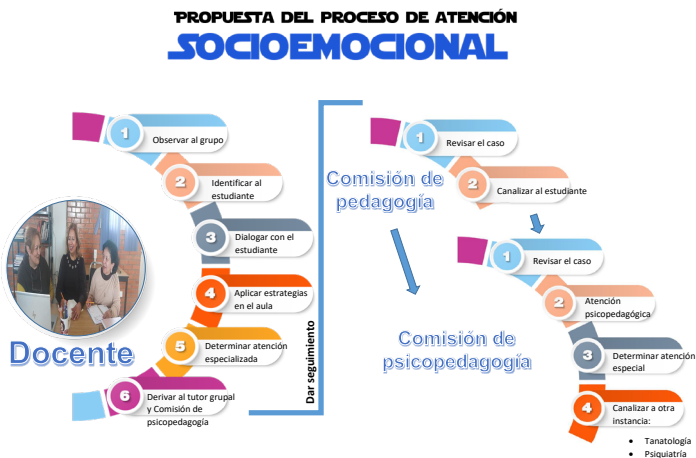 PROPUESTA DEL PROCESO DE ATENCIÓN
SOCIOEMOCIONAL
Docente
1
Observar al grupo
2
Identificar al
estudiante
3
Dialogar con el
estudiante
4
Aplicar estrategias
en el aula
5
Determinar atención
especializada
6
Derivar al tutor grupal
y Comisión de
psicopedagogía
Dar seguimiento
Comisión de
pedagogía
1
Revisar el caso
2
Canalizar al estudiante
Comisión de
psicopedagogía
1
Revisar el caso
2
Atención
psicopedagógica
3
Determinar atención
especial
4
Canalizar a otra
instancia:
• Tanatología
• Psiquiatría